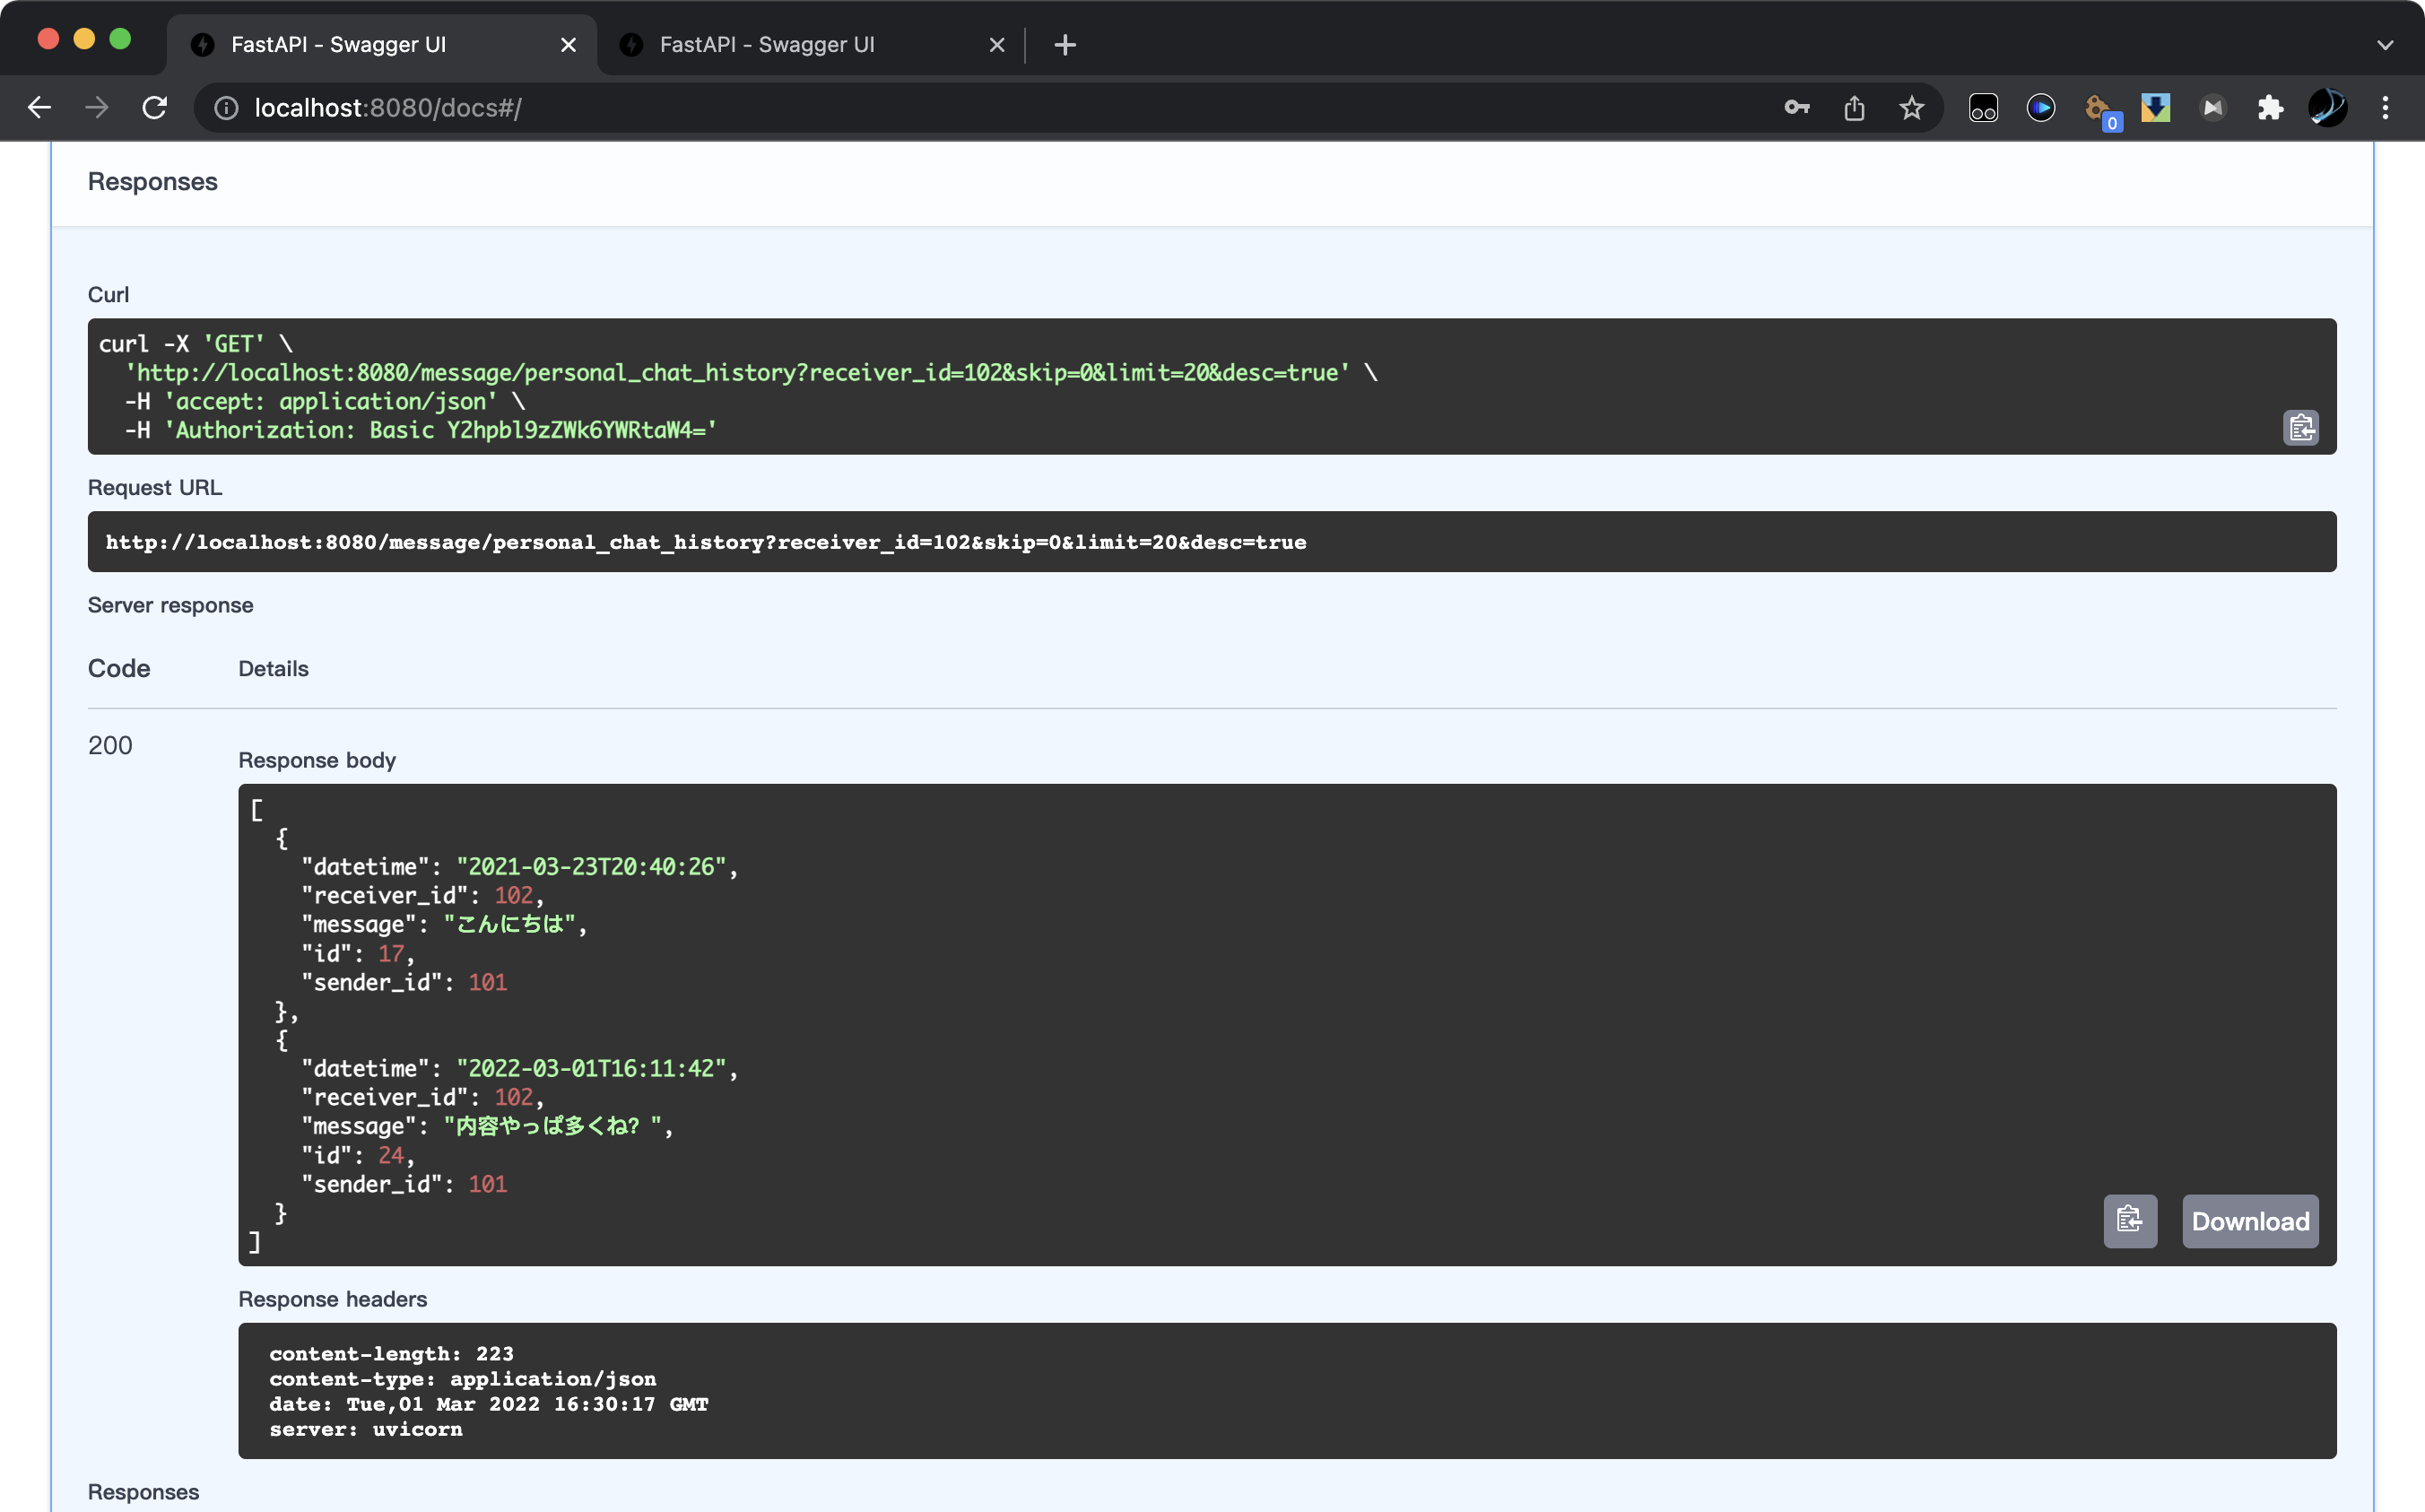 FastAPI - Swagger UI
FastAPI - Swagger UI
localhost:8080/docs#/
0
Responses
Curl
curl -X 'GET' \
'http://localhost:8080/message/personal_chat_history?receiver_id=102&skip=0&limit=20&desc=true' \
-H 'accept: application/json' \
-H 'Authorization: Basic Y2hpbl9zZWk6YWRtaW4='
Request URL
http://localhost:8080/message/personal_chat_history?receiver_id=102&skip=0&limit=20&desc=true
Server response
Code Details
200
Response body
[
{
"datetime": "2021-03-23T20:40:26",
"receiver_id": 102,
"message": "こんにちは",
"id": 17,
"sender_id": 101
},
{
"datetime": "2022-03-01T16:11:42",
"receiver_id": 102,
"message": "内容やっぱ多くね？",
"id": 24,
"sender_id": 101
}
]
Download
Response headers
content-length: 223
content-type: application/json
date: Tue,01 Mar 2022 16:30:17 GMT
server: uvicorn
Responses